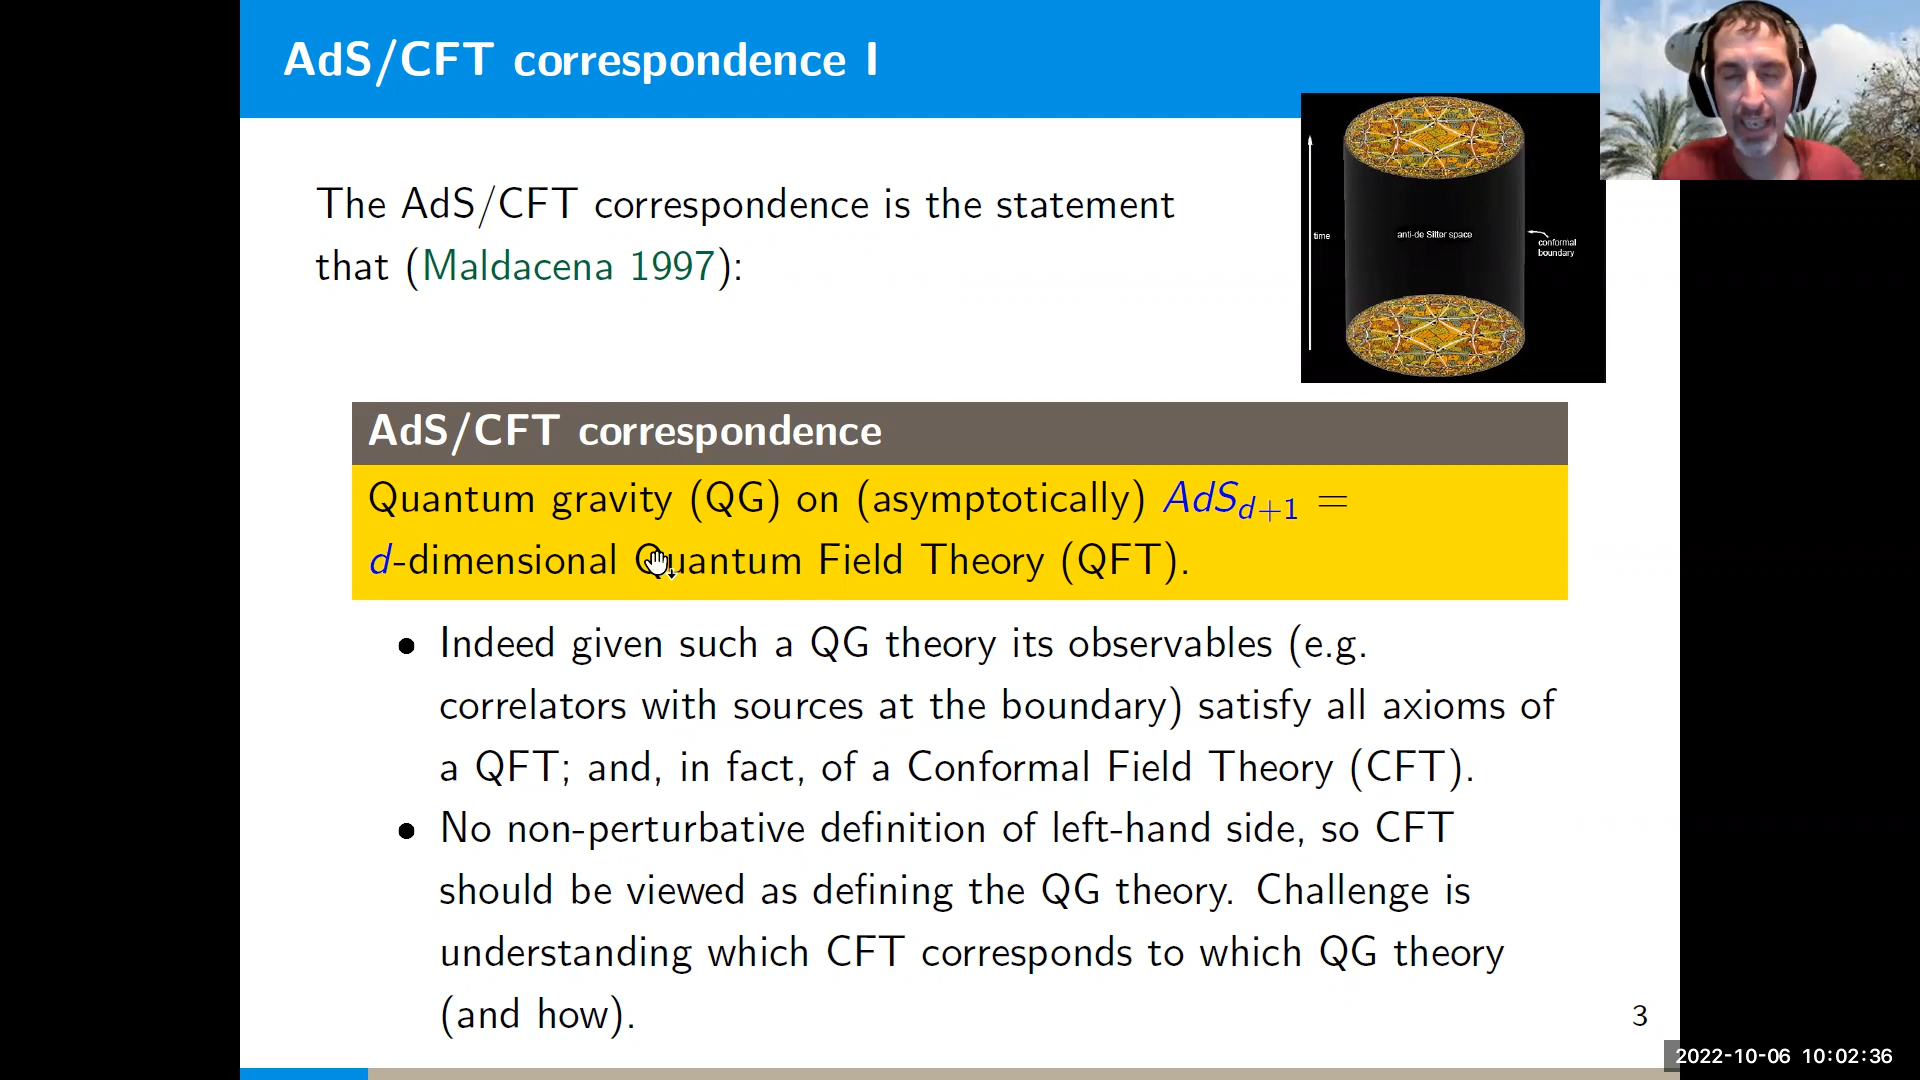 AdS/CFT correspondence I
The AdS/CFT correspondence is the statement
that (Maldacena 1997):
time
anti-de Sitter space
conformal
boundary
AdS/CFT correspondence
Quantum gravity (QG) on (asymptotically) AdS_{d+1} =
d-dimensional Quantum Field Theory (QFT).
• Indeed given such a QG theory its observables (e.g.
correlators with sources at the boundary) satisfy all axioms of
a QFT; and, in fact, of a Conformal Field Theory (CFT).
• No non-perturbative definition of left-hand side, so CFT
should be viewed as defining the QG theory. Challenge is
understanding which CFT corresponds to which QG theory
(and how).
3
2022-10-06 10:02:36